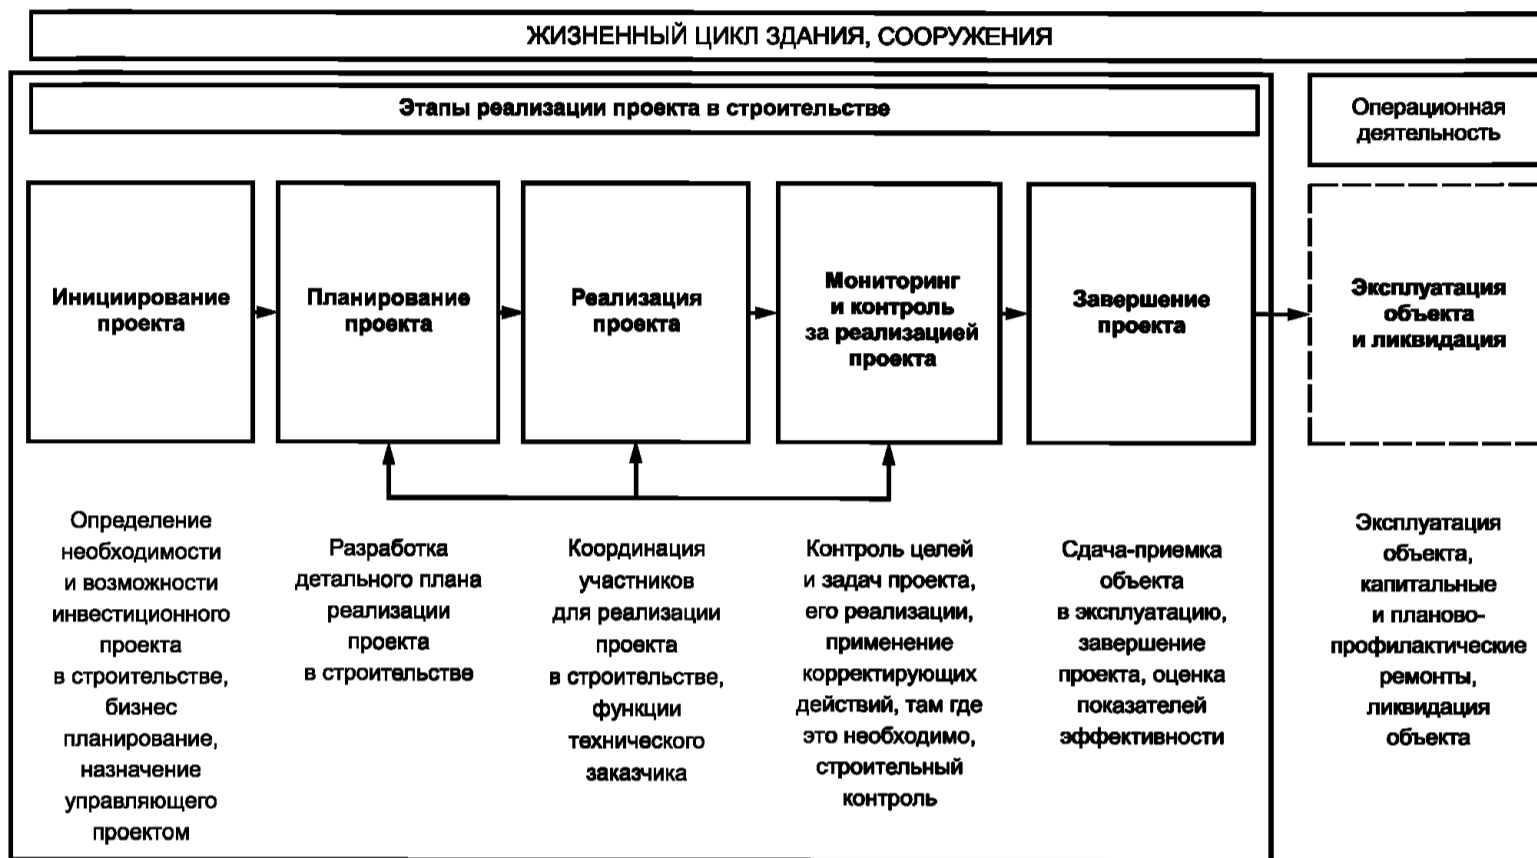 ЖИЗНЕННЫЙ ЦИКЛ ЗДАНИЯ, СООРУЖЕНИЯ
Этапы реализации проекта в строительстве
Операционная
деятельность
Инициирование
проекта
Планирование
проекта
Реализация
проекта
Мониторинг
и контроль
за реализацией
проекта
Завершение
проекта
Эксплуатация
объекта
и ликвидация
Определение
необходимости
и возможности
инвестиционного
проекта
в строительстве,
бизнес
планирование,
назначение
управляющего
проектом
Разработка
детального плана
реализации
проекта
в строительстве
Координация
участников
для реализации
проекта
в строительстве,
функции
технического
заказчика
Контроль целей
и задач проекта,
его реализации,
применение
корректирующих
действий, там где
это необходимо,
строительный
контроль
Сдача-приемка
объекта
в эксплуатацию,
завершение
проекта, оценка
показателей
эффективности
Эксплуатация
объекта,
капитальные
и планово-
профилактические
ремонты,
ликвидация
объекта